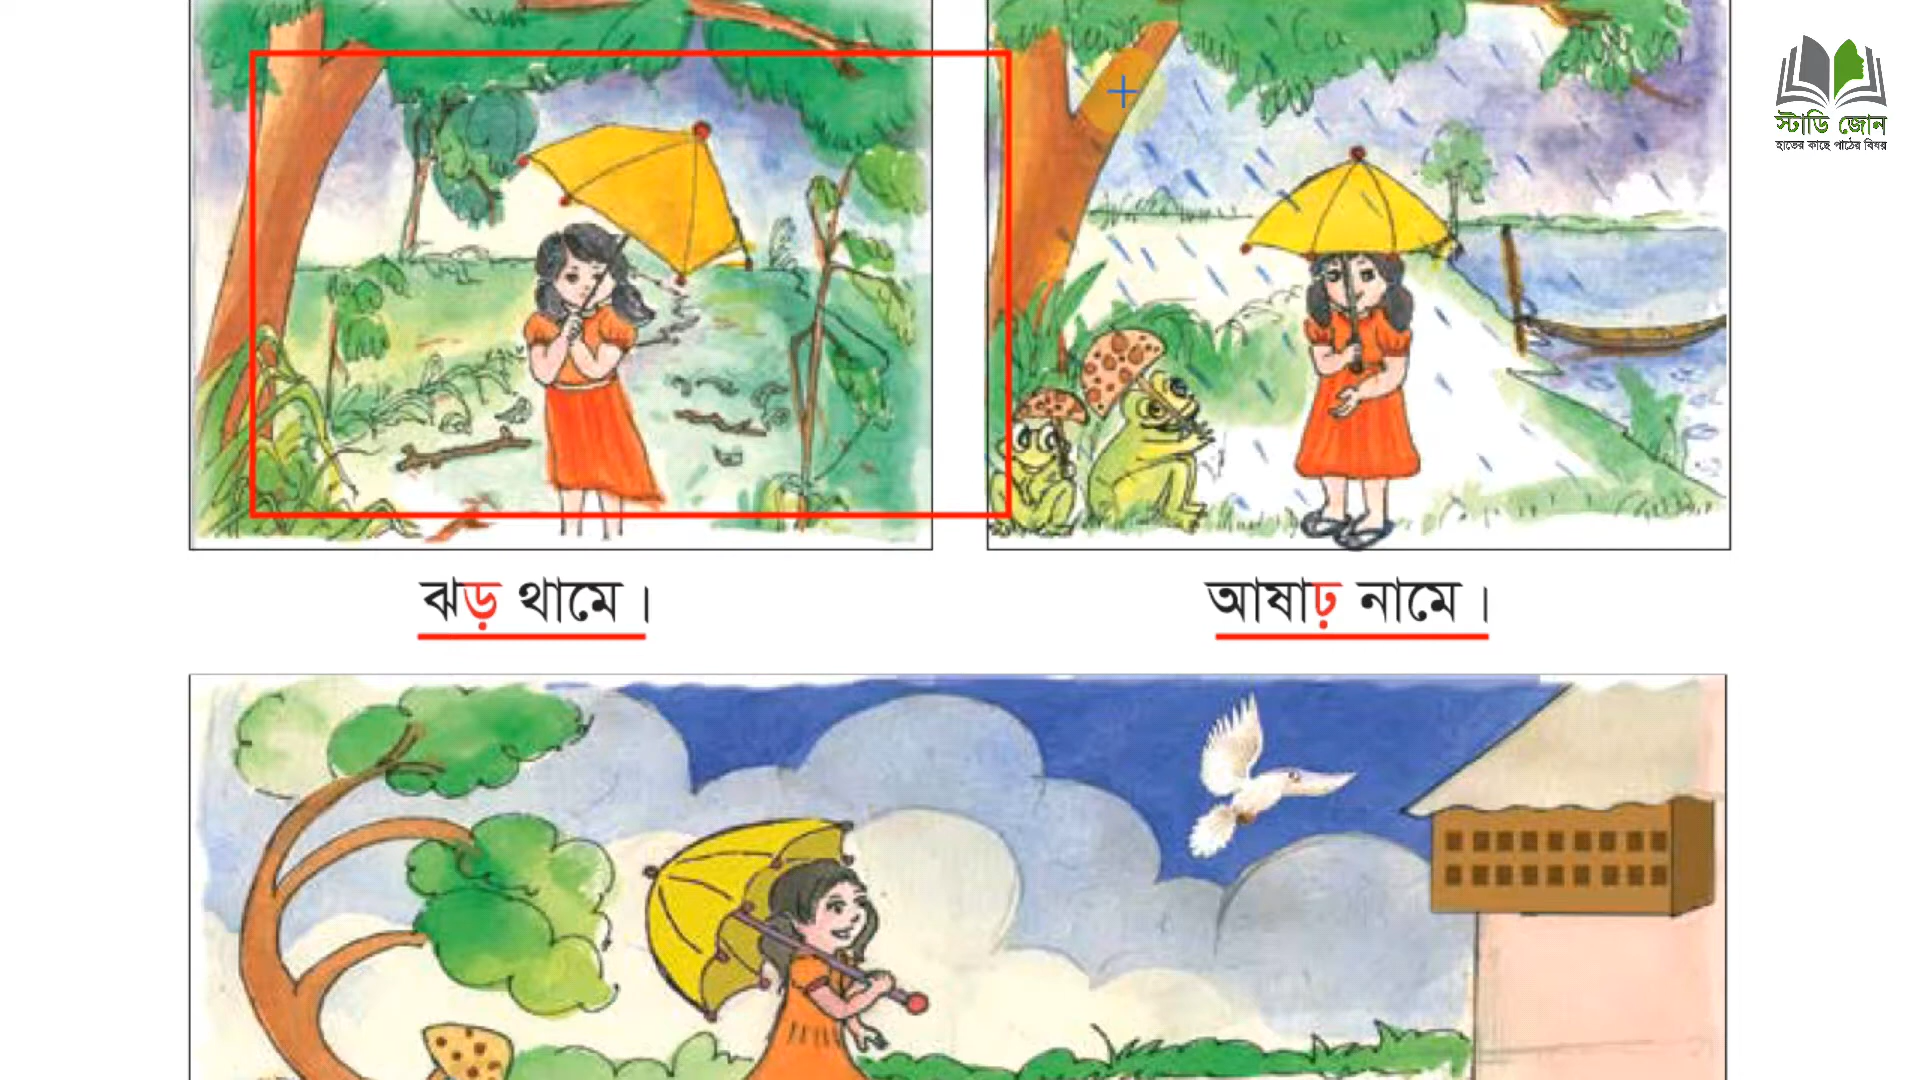 স্টাডি জোন
হাতের কাছে পাঠের বিষয়
ঝড় থামে।
আষাঢ় নামে।